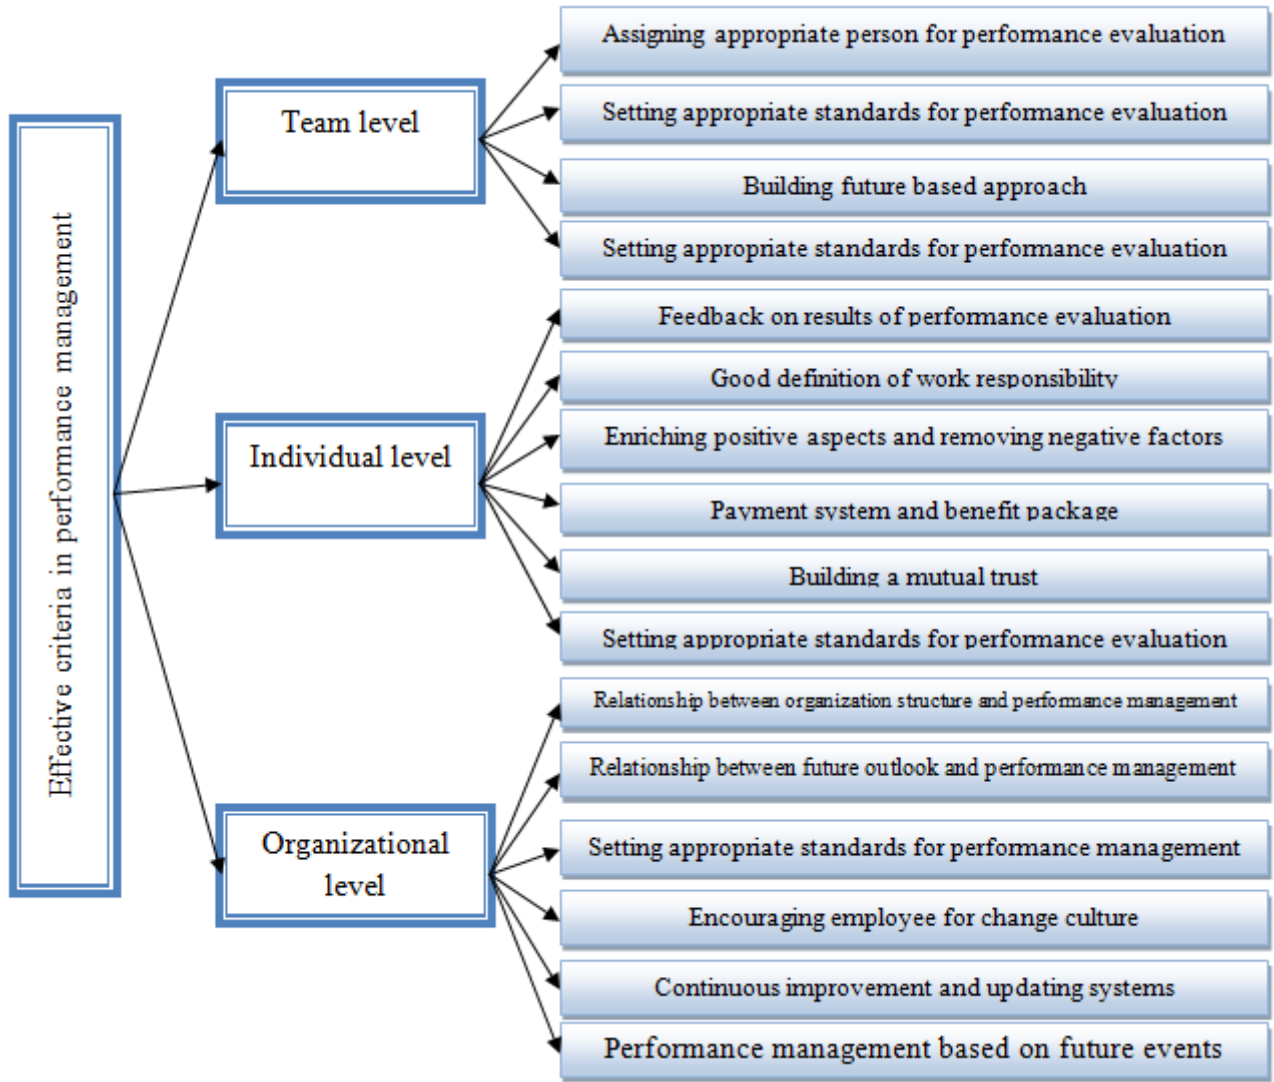 Effective criteria in performance management
Team level
Assigning appropriate person for performance evaluation
Setting appropriate standards for performance evaluation
Building future based approach
Setting appropriate standards for performance evaluation
Individual level
Feedback on results of performance evaluation
Good definition of work responsibility
Enriching positive aspects and removing negative factors
Payment system and benefit package
Building a mutual trust
Setting appropriate standards for performance evaluation
Organizational
level
Relationship between organization structure and performance management
Relationship between future outlook and performance management
Setting appropriate standards for performance management
Encouraging employee for change culture
Continuous improvement and updating systems
Performance management based on future events